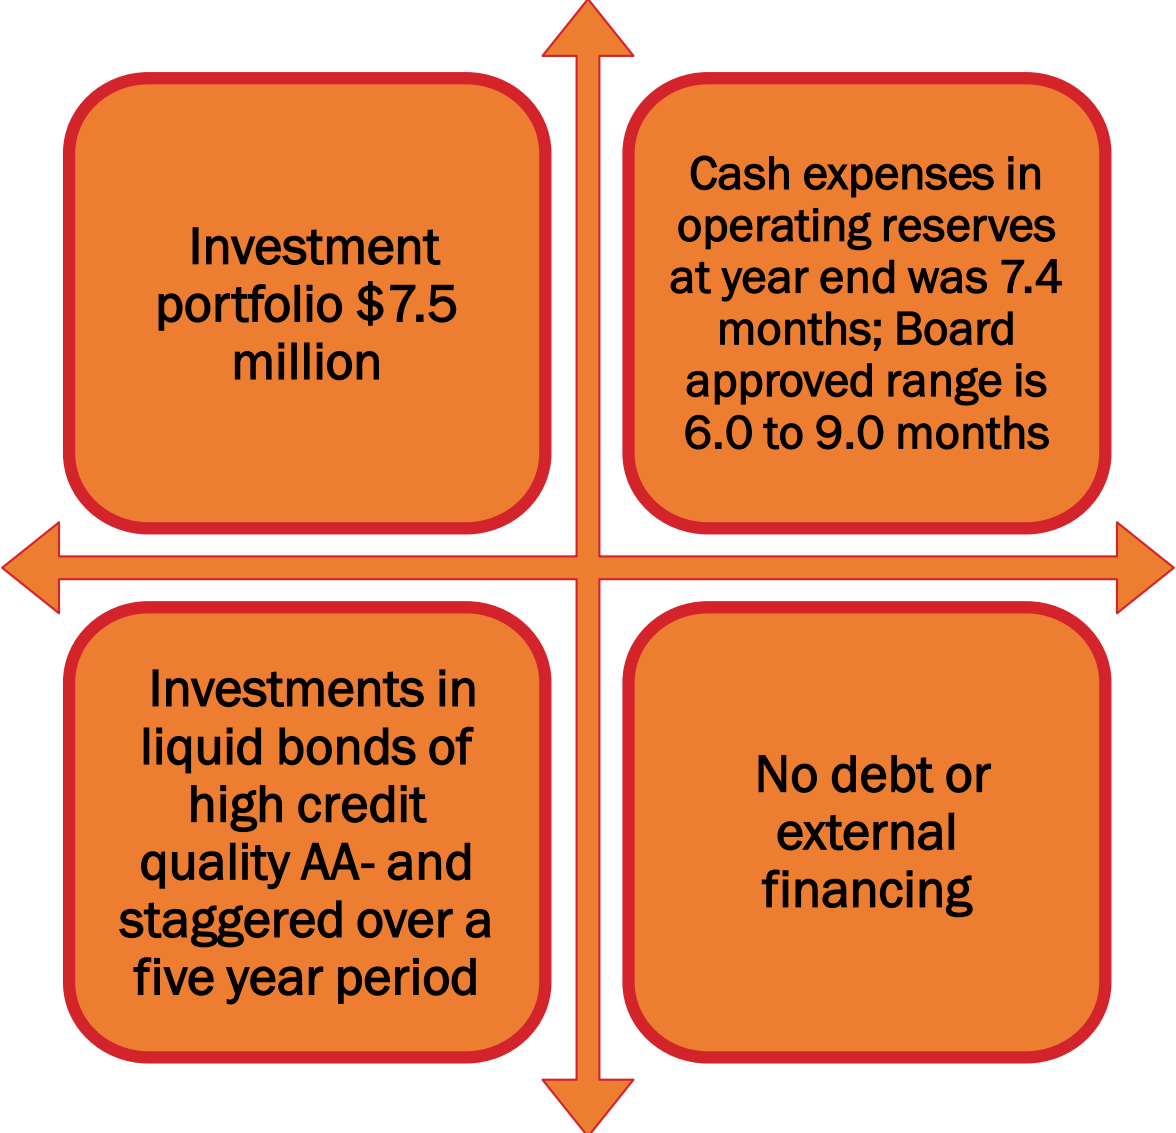 Investment
portfolio $7.5
million
Cash expenses in
operating reserves
at year end was 7.4
months; Board
approved range is
6.0 to 9.0 months
Investments in
liquid bonds of
high credit
quality AA- and
staggered over a
five year period
No debt or
external
financing